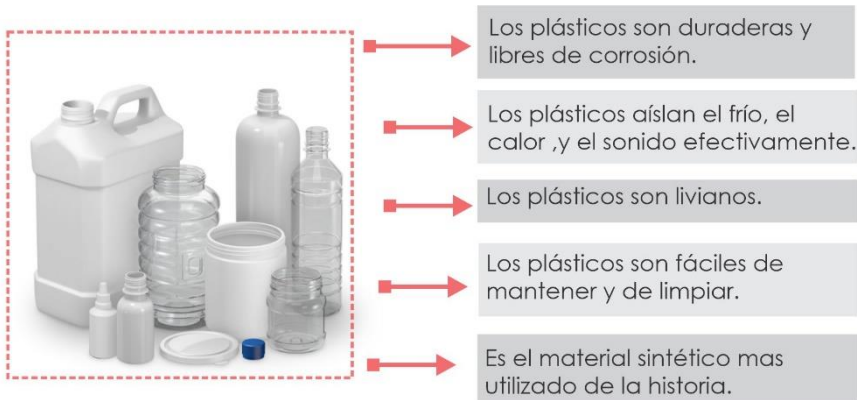 Los plásticos son duraderas y
libres de corrosión.
Los plásticos aíslan el frío, el
calor ,y el sonido efectivamente.
Los plásticos son livianos.
Los plásticos son fáciles de
mantener y de limpiar.
Es el material sintético mas
utilizado de la historia.